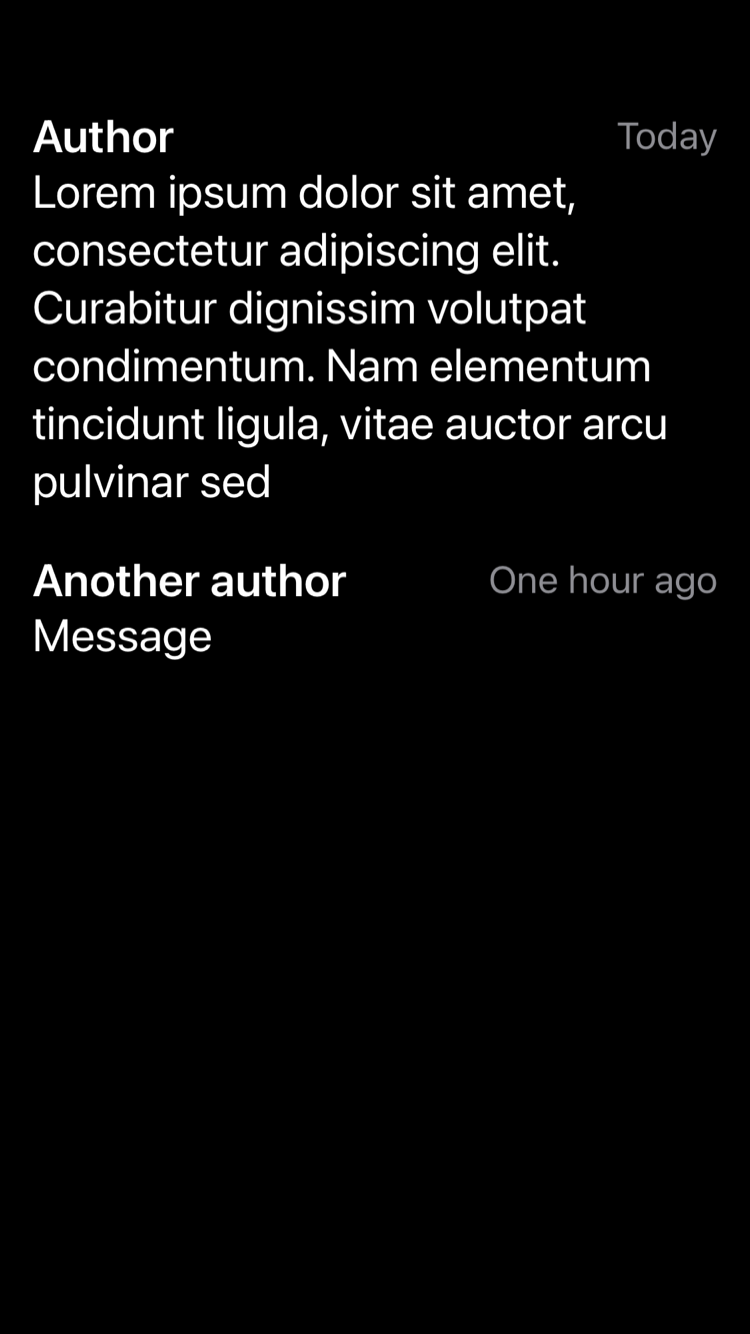 Author Today
Lorem ipsum dolor sit amet,
consectetur adipiscing elit.
Curabitur dignissim volutpat
condimentum. Nam elementum
tincidunt ligula, vitae auctor arcu
pulvinar sed
Another author One hour ago
Message